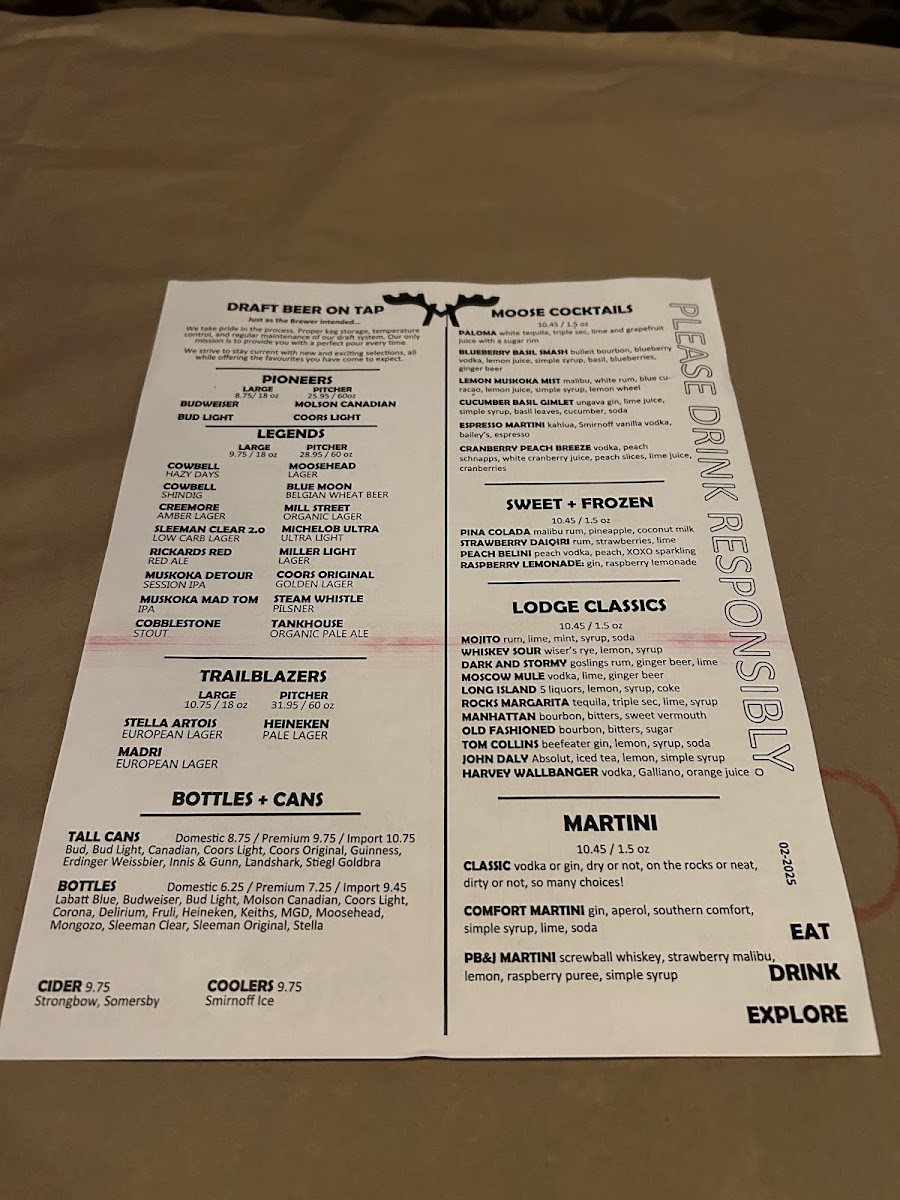 DRAFT BEER ON TAP
Just as the Brewer Intended...
We take pride in the process. Proper keg storage, temperature
control, and regular maintenance of our draft system. Our only
mission is to provide you with a perfect pour every time.
We strive to stay current with new and exciting selections, all
while offering the favourites you have come to expect.
PIONEERS
LARGE PITCHER
8.75/ 18 oz 25.95 / 60oz
BUDWEISER MOLSON CANADIAN
BUD LIGHT COORS LIGHT
LEGENDS
LARGE PITCHER
9.75 / 18 oz 28.95 / 60 oz
COWBELL MOOSEHEAD
HAZY DAYS LAGER
COWBELL BLUE MOON
SHINDIG BELGIAN WHEAT BEER
CREEMORE MILL STREET
AMBER LAGER ORGANIC LAGER
SLEEMAN CLEAR 2.0 MICHELOB ULTRA
LOW CARB LAGER ULTRA LIGHT
RICKARDS RED MILLER LIGHT
RED ALE LAGER
MUSKOKA DETOUR COORS ORIGINAL
SESSION IPA GOLDEN LAGER
MUSKOKA MAD TOM STEAM WHISTLE
IPA PILSNER
COBBLESTONE TANKHOUSE
STOUT ORGANIC PALE ALE
TRAILBLAZERS
LARGE PITCHER
10.75 / 18 oz 31.95 / 60 oz
STELLA ARTOIS HEINEKEN
EUROPEAN LAGER PALE LAGER
MADRI
EUROPEAN LAGER
BOTTLES + CANS
TALL CANS Domestic 8.75 / Premium 9.75 / Import 10.75
Bud, Bud Light, Canadian, Coors Light, Coors Original, Guinness,
Erdinger Weissbier, Innis & Gunn, Landshark, Stiegl Goldbra
BOTTLES Domestic 6.25 / Premium 7.25 / Import 9.45
Labatt Blue, Budweiser, Bud Light, Molson Canadian, Coors Light,
Corona, Delirium, Fruli, Heineken, Keiths, MGD, Moosehead,
Mongozo, Sleeman Clear, Sleeman Original, Stella
CIDER 9.75 COOLERS 9.75
Strongbow, Somersby Smirnoff Ice
MOOSE COCKTAILS
10.45 / 1.5 oz
PALOMA white tequila, triple sec, lime and grapefruit
juice with a sugar rim
BLUEBERRY BASIL SMASH bulleit bourbon, blueberry
vodka, lemon juice, simple syrup, basil, blueberries,
ginger beer
LEMON MUSKOKA MIST malibu, white rum, blue cu-
racao, lemon juice, simple syrup, lemon wheel
CUCUMBER BASIL GIMLET ungava gin, lime juice,
simple syrup, basil leaves, cucumber, soda
ESPRESSO MARTINI kahlua, Smirnoff vanilla vodka,
bailey's, espresso
CRANBERRY PEACH BREEZE vodka, peach
schnapps, white cranberry juice, peach slices, lime juice,
cranberries
SWEET + FROZEN
10.45 / 1.5 oz
PINA COLADA malibu rum, pineapple, coconut milk
STRAWBERRY DAIQIRI rum, strawberries, lime
PEACH BELINI peach vodka, peach, XOXO sparkling
RASPBERRY LEMONADE: gin, raspberry lemonade
LODGE CLASSICS
10.45 / 1.5 oz
MOJITO rum, lime, mint, syrup, soda
WHISKEY SOUR wiser's rye, lemon, syrup
DARK AND STORMY goslings rum, ginger beer, lime
MOSCOW MULE vodka, lime, ginger beer
LONG ISLAND 5 liquors, lemon, syrup, coke
ROCKS MARGARITA tequila, triple sec, lime, syrup
MANHATTAN bourbon, bitters, sweet vermouth
OLD FASHIONED bourbon, bitters, sugar
TOM COLLINS beefeater gin, lemon, syrup, soda
JOHN DALY Absolut, iced tea, lemon, simple syrup
HARVEY WALLBANGER vodka, Galliano, orange juice
MARTINI
10.45 / 1.5 oz
CLASSIC vodka or gin, dry or not, on the rocks or neat,
dirty or not, so many choices!
COMFORT MARTINI gin, aperol, southern comfort,
simple syrup, lime, soda
PB&J MARTINI screwball whiskey, strawberry malibu,
lemon, raspberry puree, simple syrup
PLEASE DRINK RESPONSIBLY.
02-2025
EAT
DRINK
EXPLORE